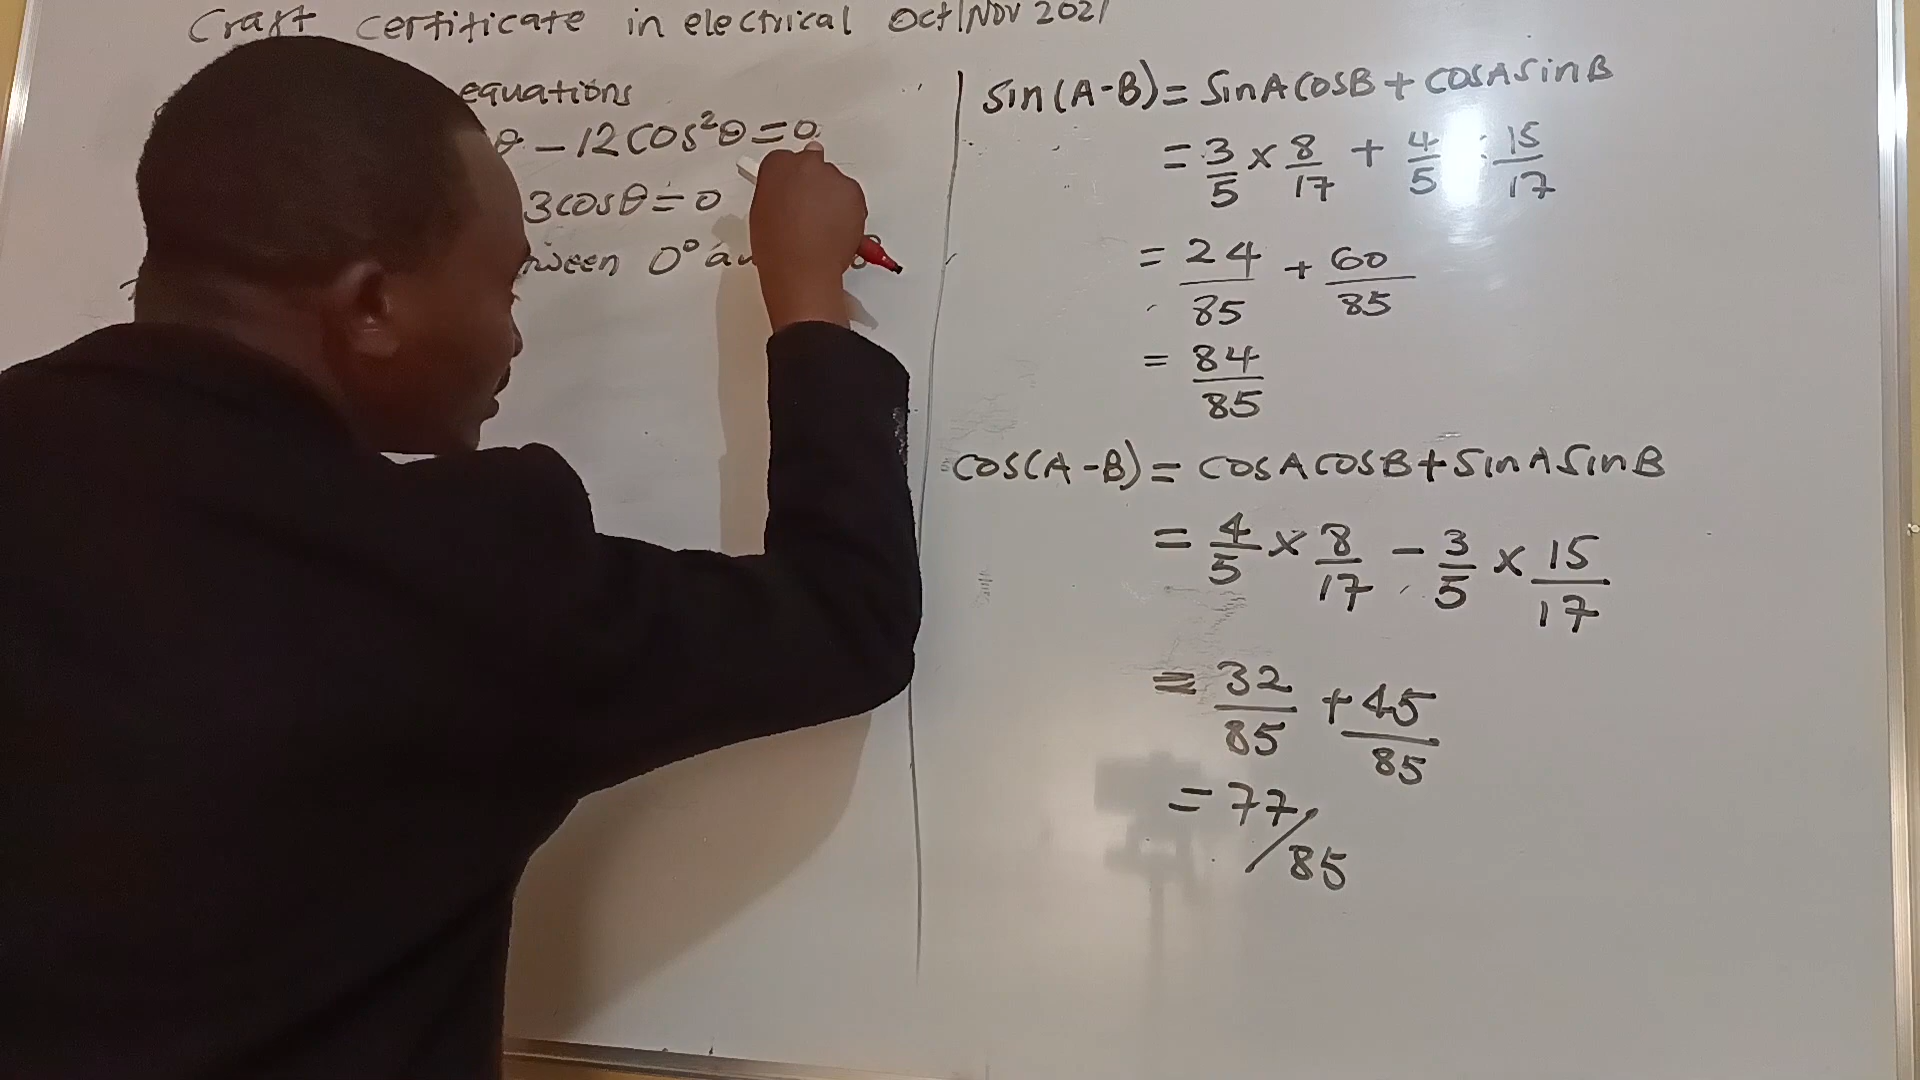 Craft certificate in electrical Oct/Nov 2021
equations
θ - 12cos²θ = 0
3cosθ = 0
0°
Sin(A-B) = SinACosB + CosASinB
= 3/5 × 8/17 + 4/5 : 15/17
= 24/85 + 60/85
= 84/85
Cos(A-B) = CosACosB + SinASinB
= 4/5 × 8/17 - 3/5 × 15/17
= 32/85 + 45/85
= 77/85